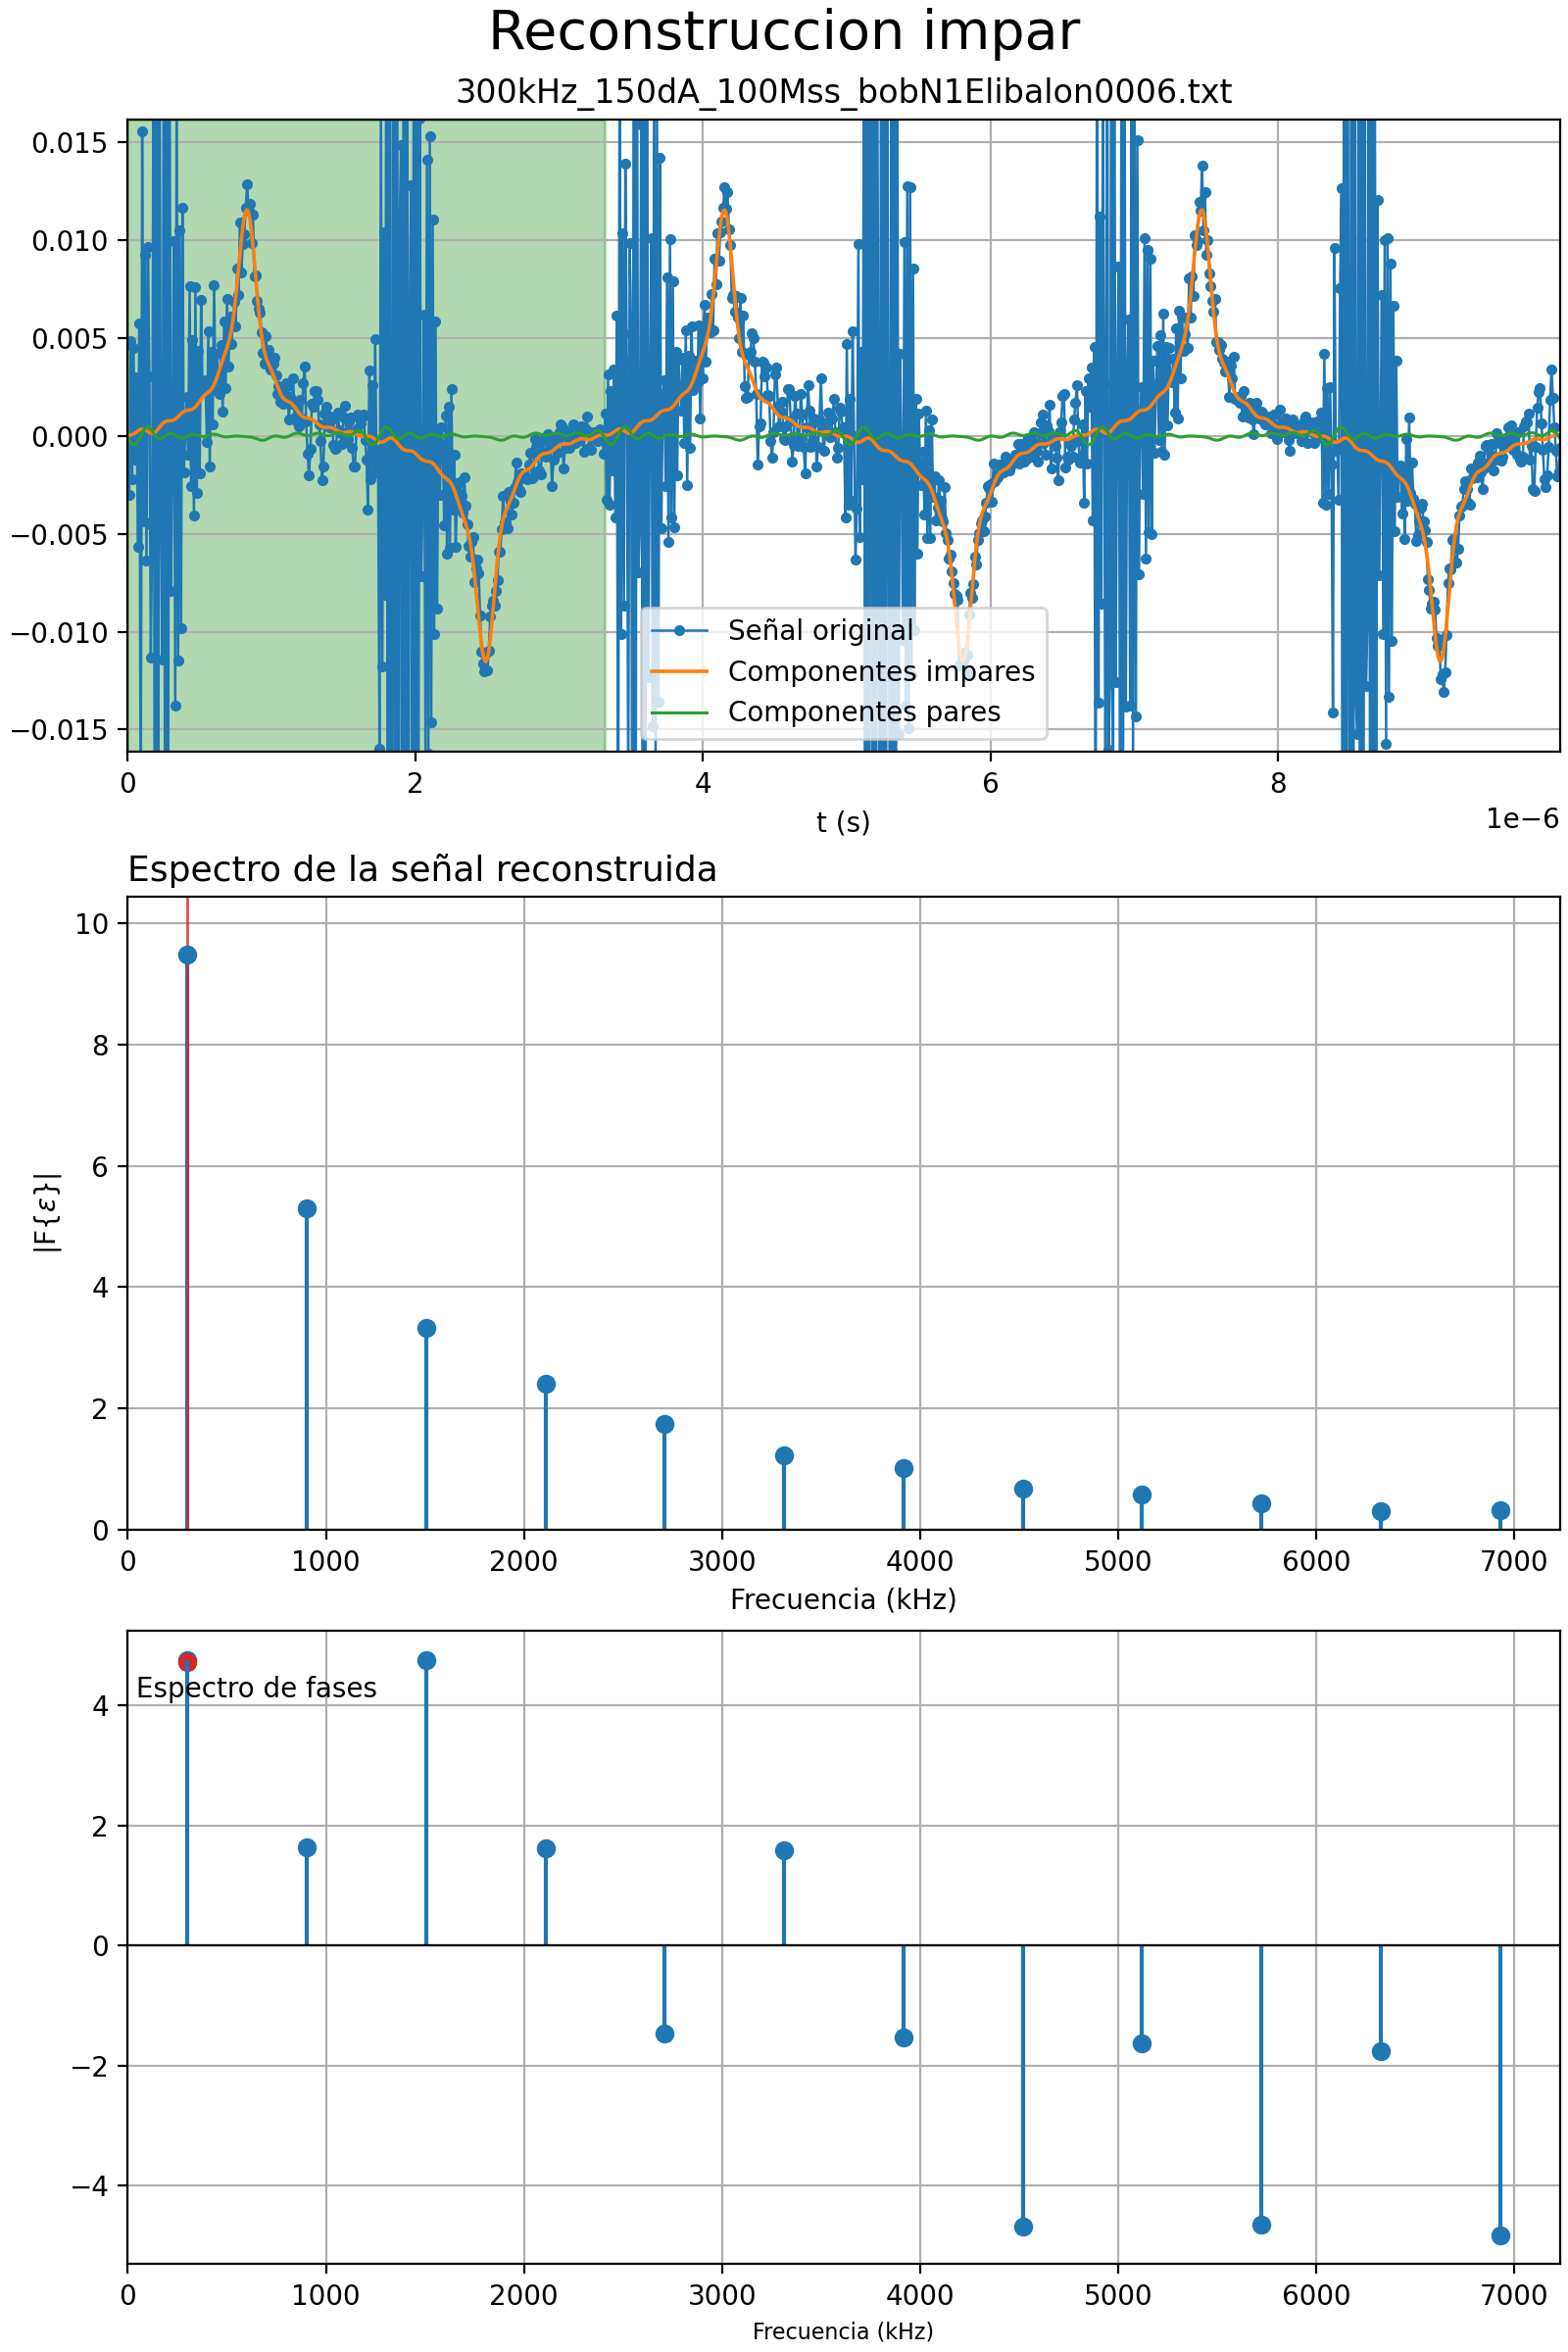 Reconstruccion impar
300kHz_150dA_100Mss_bobN1Elibalon0006.txt
0.015
0.010
0.005
0.000
−0.005
−0.010
−0.015
Señal original
Componentes impares
Componentes pares
0 2 4 6 8
t (s)
1e−6
Espectro de la señal reconstruida
10
8
6
4
2
0
|F{ε}|
0 1000 2000 3000 4000 5000 6000 7000
Frecuencia (kHz)
Espectro de fases
4
2
0
−2
−4
0 1000 2000 3000 4000 5000 6000 7000
Frecuencia (kHz)